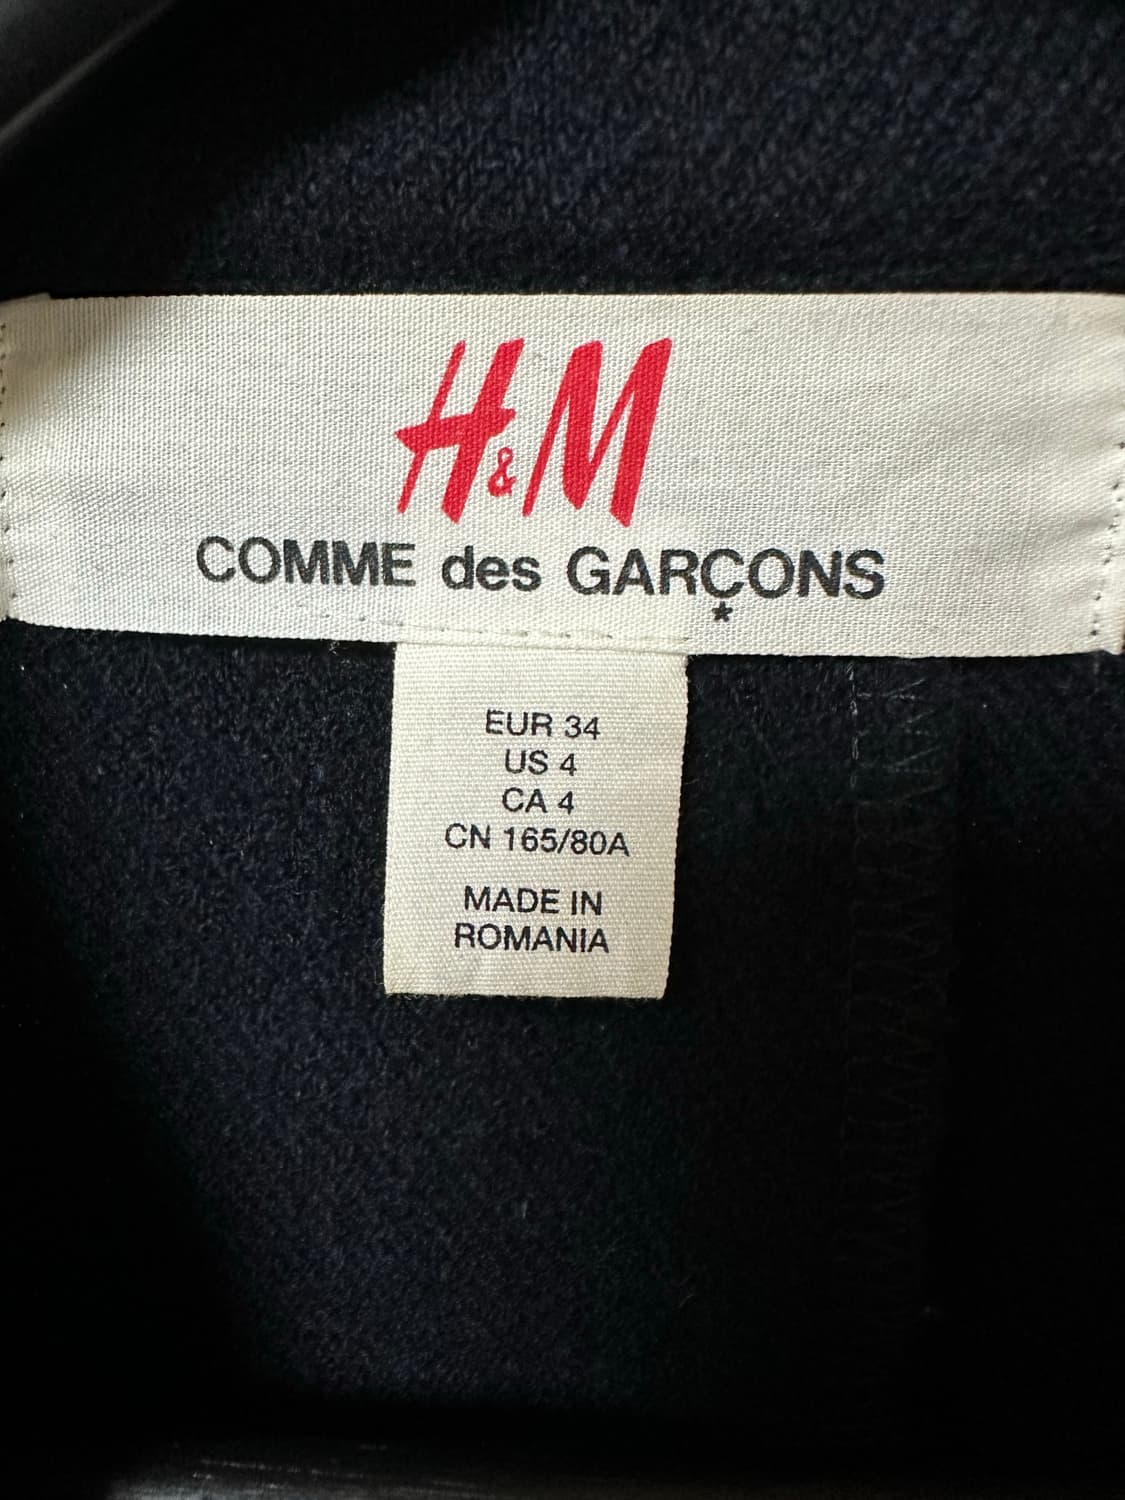 H&M
COMME des GARÇONS
*
EUR 34
US 4
CA 4
CN 165/80A
MADE IN
ROMANIA